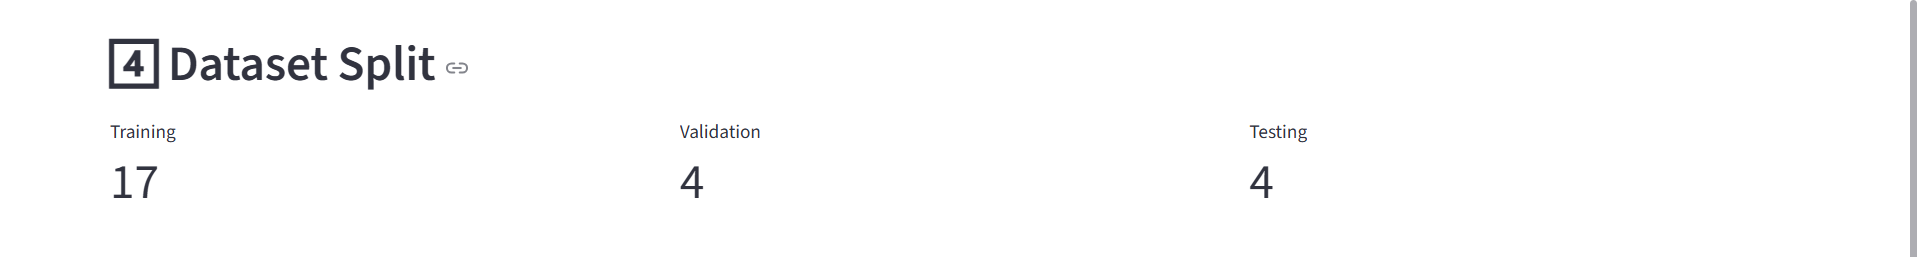 4 Dataset Split
Training Validation Testing
17 4 4